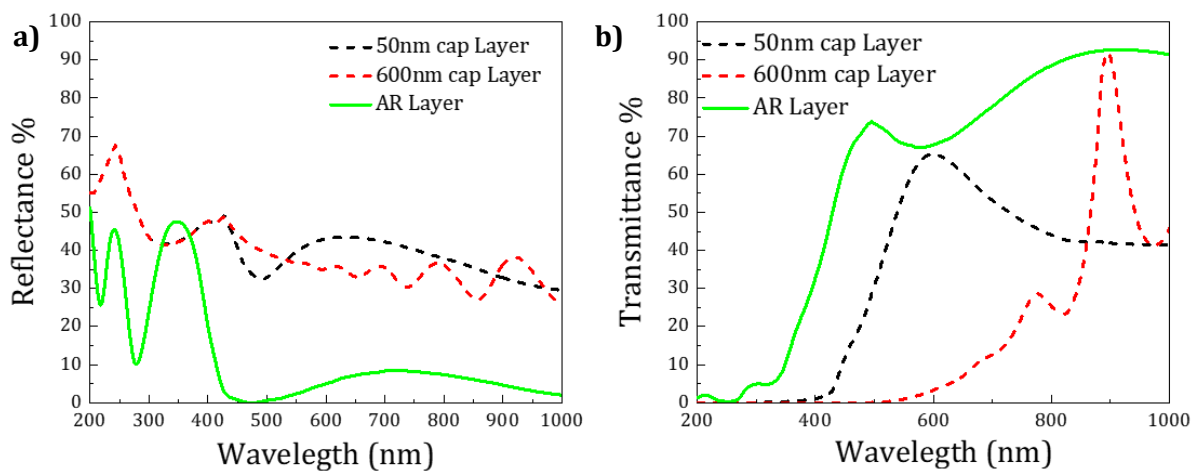 a)
Reflectance %
100
90
80
70
60
50
40
30
20
10
0
50nm cap Layer
600nm cap Layer
AR Layer
200 300 400 500 600 700 800 900 1000
Wavelegth (nm)
b)
Transmittance %
100
90
80
70
60
50
40
30
20
10
0
50nm cap Layer
600nm cap Layer
AR Layer
200 400 600 800 1000
Wavelegth (nm)